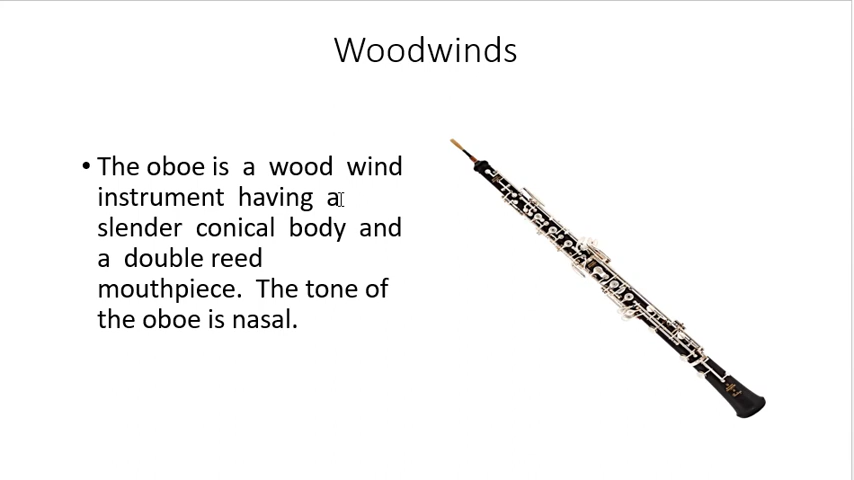 Woodwinds
• The oboe is a wood wind
instrument having a
slender conical body and
a double reed
mouthpiece. The tone of
the oboe is nasal.